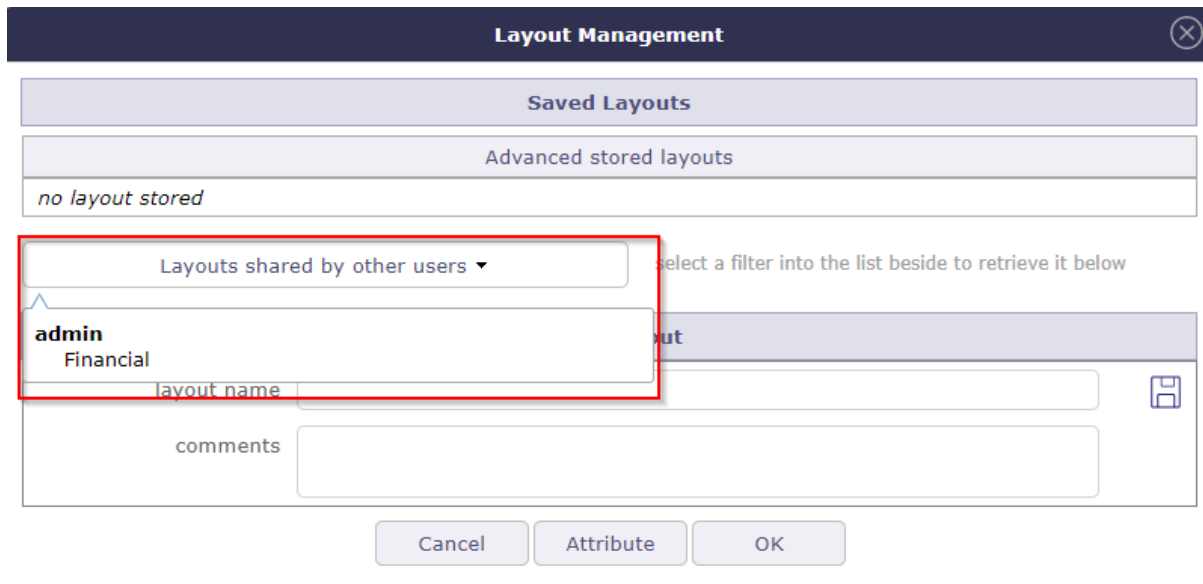 Layout Management
Saved Layouts
Advanced stored layouts
no layout stored
Layouts shared by other users
select a filter into the list beside to retrieve it below
admin
Financial
layout name
comments
Cancel
Attribute
OK